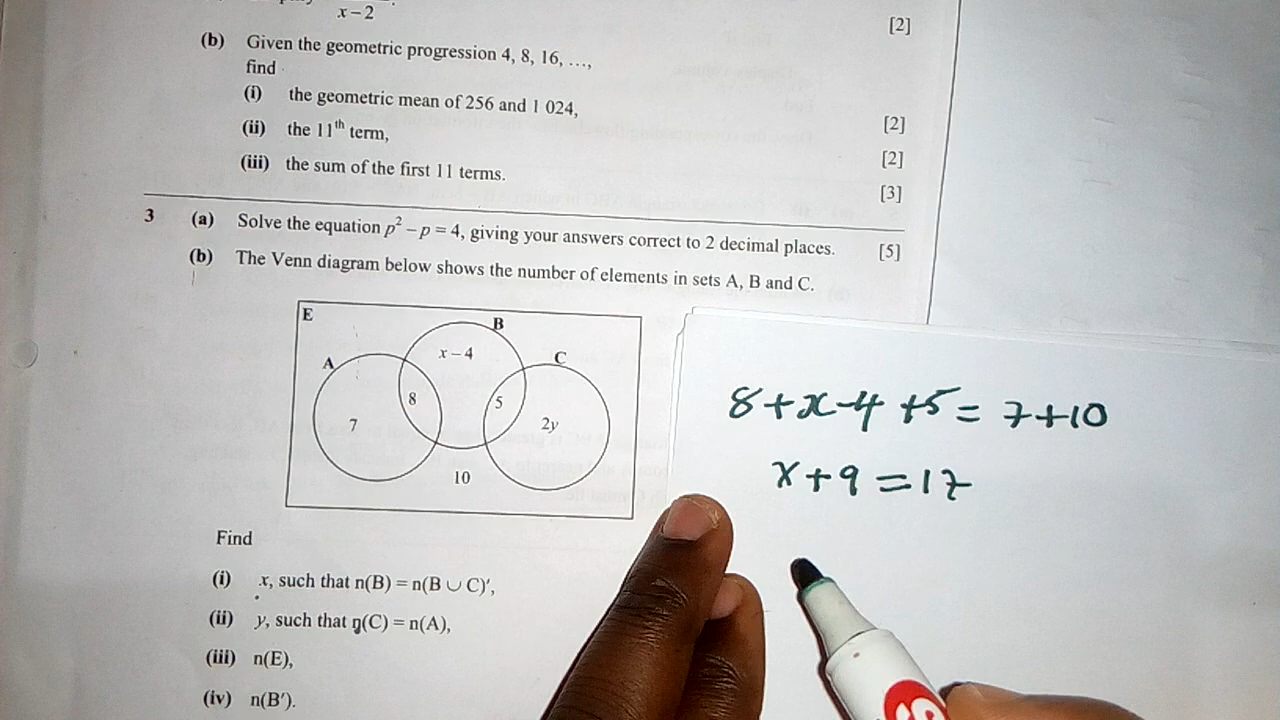 x – 2
[2]
(b) Given the geometric progression 4, 8, 16, ...,
find
(i) the geometric mean of 256 and 1 024, [2]
(ii) the 11th term, [2]
(iii) the sum of the first 11 terms. [3]
3 (a) Solve the equation p² – p = 4, giving your answers correct to 2 decimal places. [5]
(b) The Venn diagram below shows the number of elements in sets A, B and C.
E
B
A
x – 4
C
8
5
7
2y
10
8+x-4+5=7+10
x+9=17
Find
(i) x, such that n(B) = n(B ∪ C)′,
(ii) y, such that n(C) = n(A),
(iii) n(E),
(iv) n(B′).